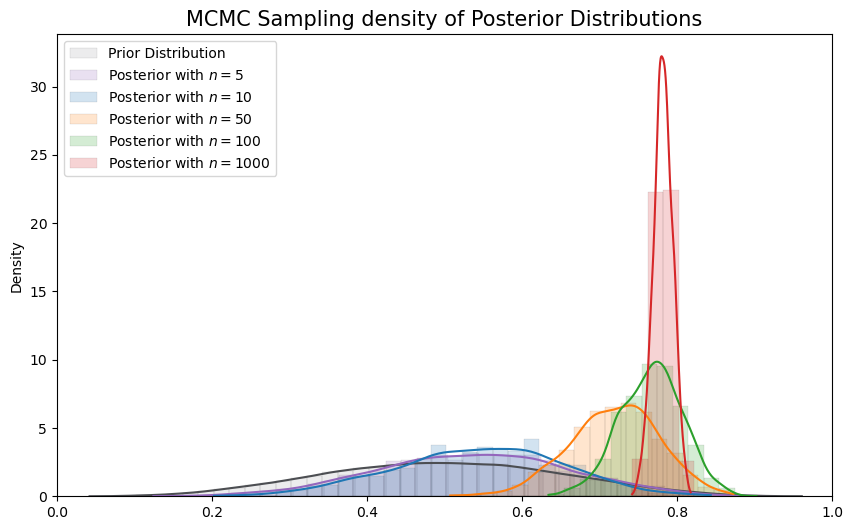 MCMC Sampling density of Posterior Distributions
Prior Distribution
Posterior with n = 5
Posterior with n = 10
Posterior with n = 50
Posterior with n = 100
Posterior with n = 1000
Density
30
25
20
15
10
5
0
0.0 0.2 0.4 0.6 0.8 1.0